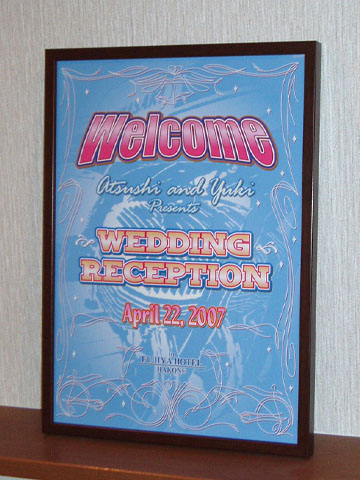 Welcome
Atsushi and Yuki
Presents
WEDDING
RECEPTION
April 22, 2007
FUJIYA HOTEL
HAKONE